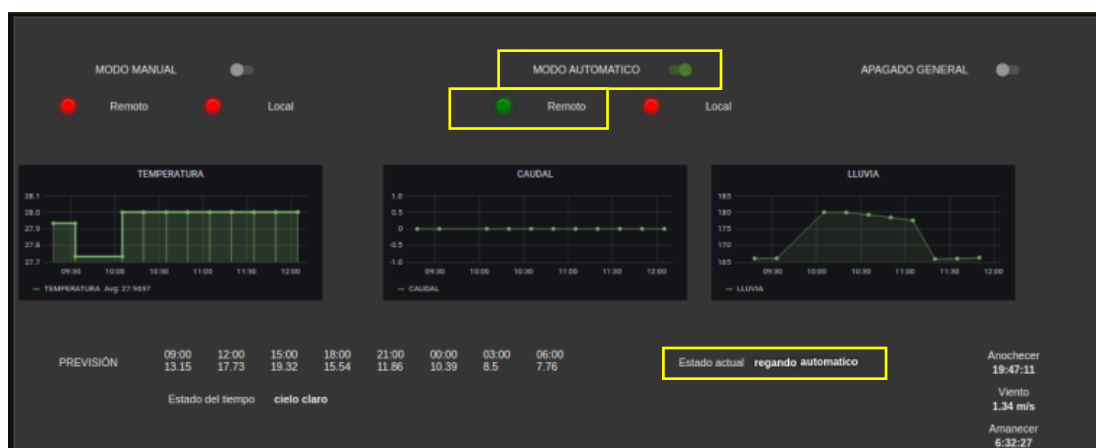 MODO MANUAL
MODO AUTOMATICO
APAGADO GENERAL
Remoto
Local
Remoto
Local
TEMPERATURA
28.1
28.0
27.9
27.8
27.7
09:30 10:00 10:30 11:00 11:30 12:00
TEMPERATURA Avg: 27.9697
CAUDAL
1.0
0.5
0
-0.5
-1.0
09:30 10:00 10:30 11:00 11:30 12:00
CAUDAL
LLUVIA
185
180
175
170
165
09:30 10:00 10:30 11:00 11:30 12:00
LLUVIA
PREVISIÓN
09:00 12:00 15:00 18:00 21:00 00:00 03:00 06:00
13.15 17.73 19.32 15.54 11.86 10.39 8.5 7.76
Estado del tiempo cielo claro
Estado actual regando automatico
Anochecer
19:47:11
Viento
1.34 m/s
Amanecer
6:32:27